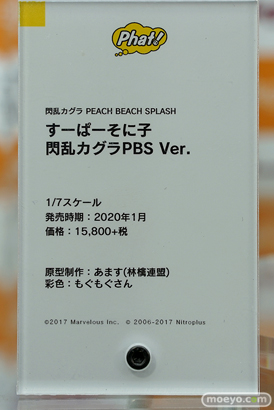 Phat!
閃乱カグラ PEACH BEACH SPLASH
すーぱーそに子
閃乱カグラPBS Ver.
1/7スケール
発売時期：2020年1月
価格：15,800+税
原型制作：あます(林檎連盟)
彩色：もぐもぐさん
©2017 Marvelous Inc. © 2006-2017 Nitroplus
moeyo.com